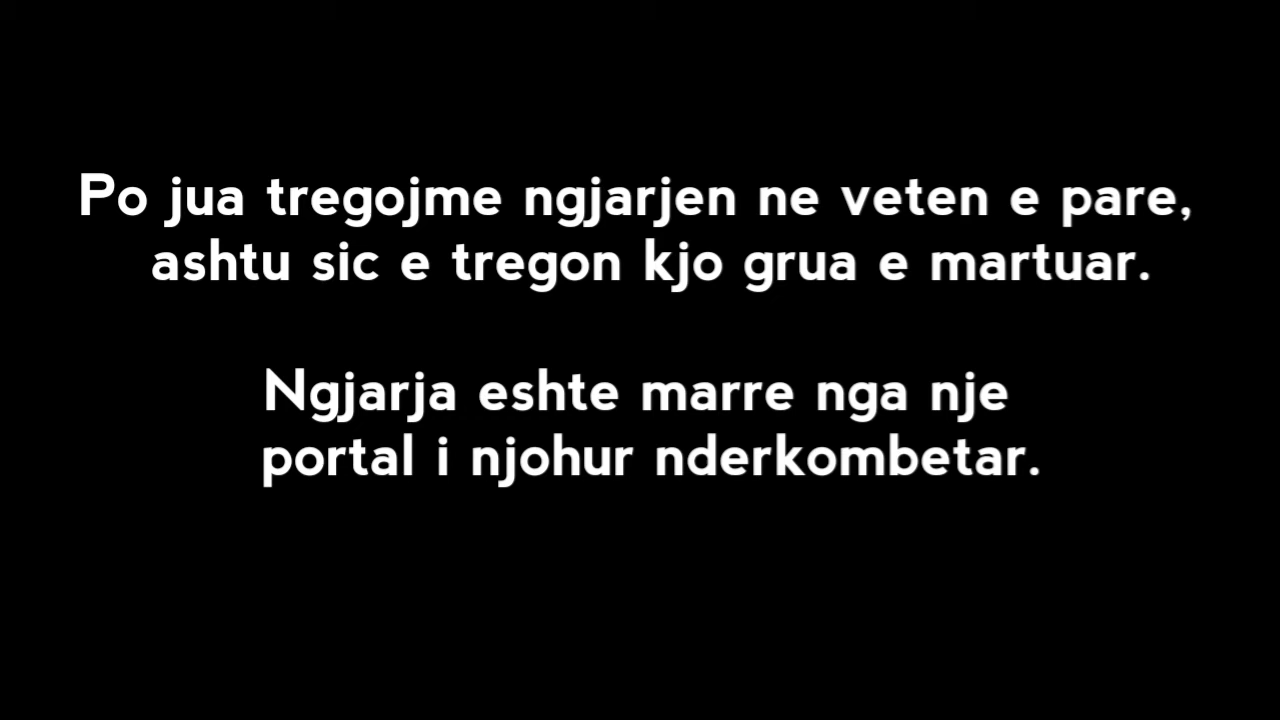 Po jua tregojme ngjarjen ne veten e pare,
ashtu sic e tregon kjo grua e martuar.
Ngjarja eshte marre nga nje
portal i njohur nderkombetar.